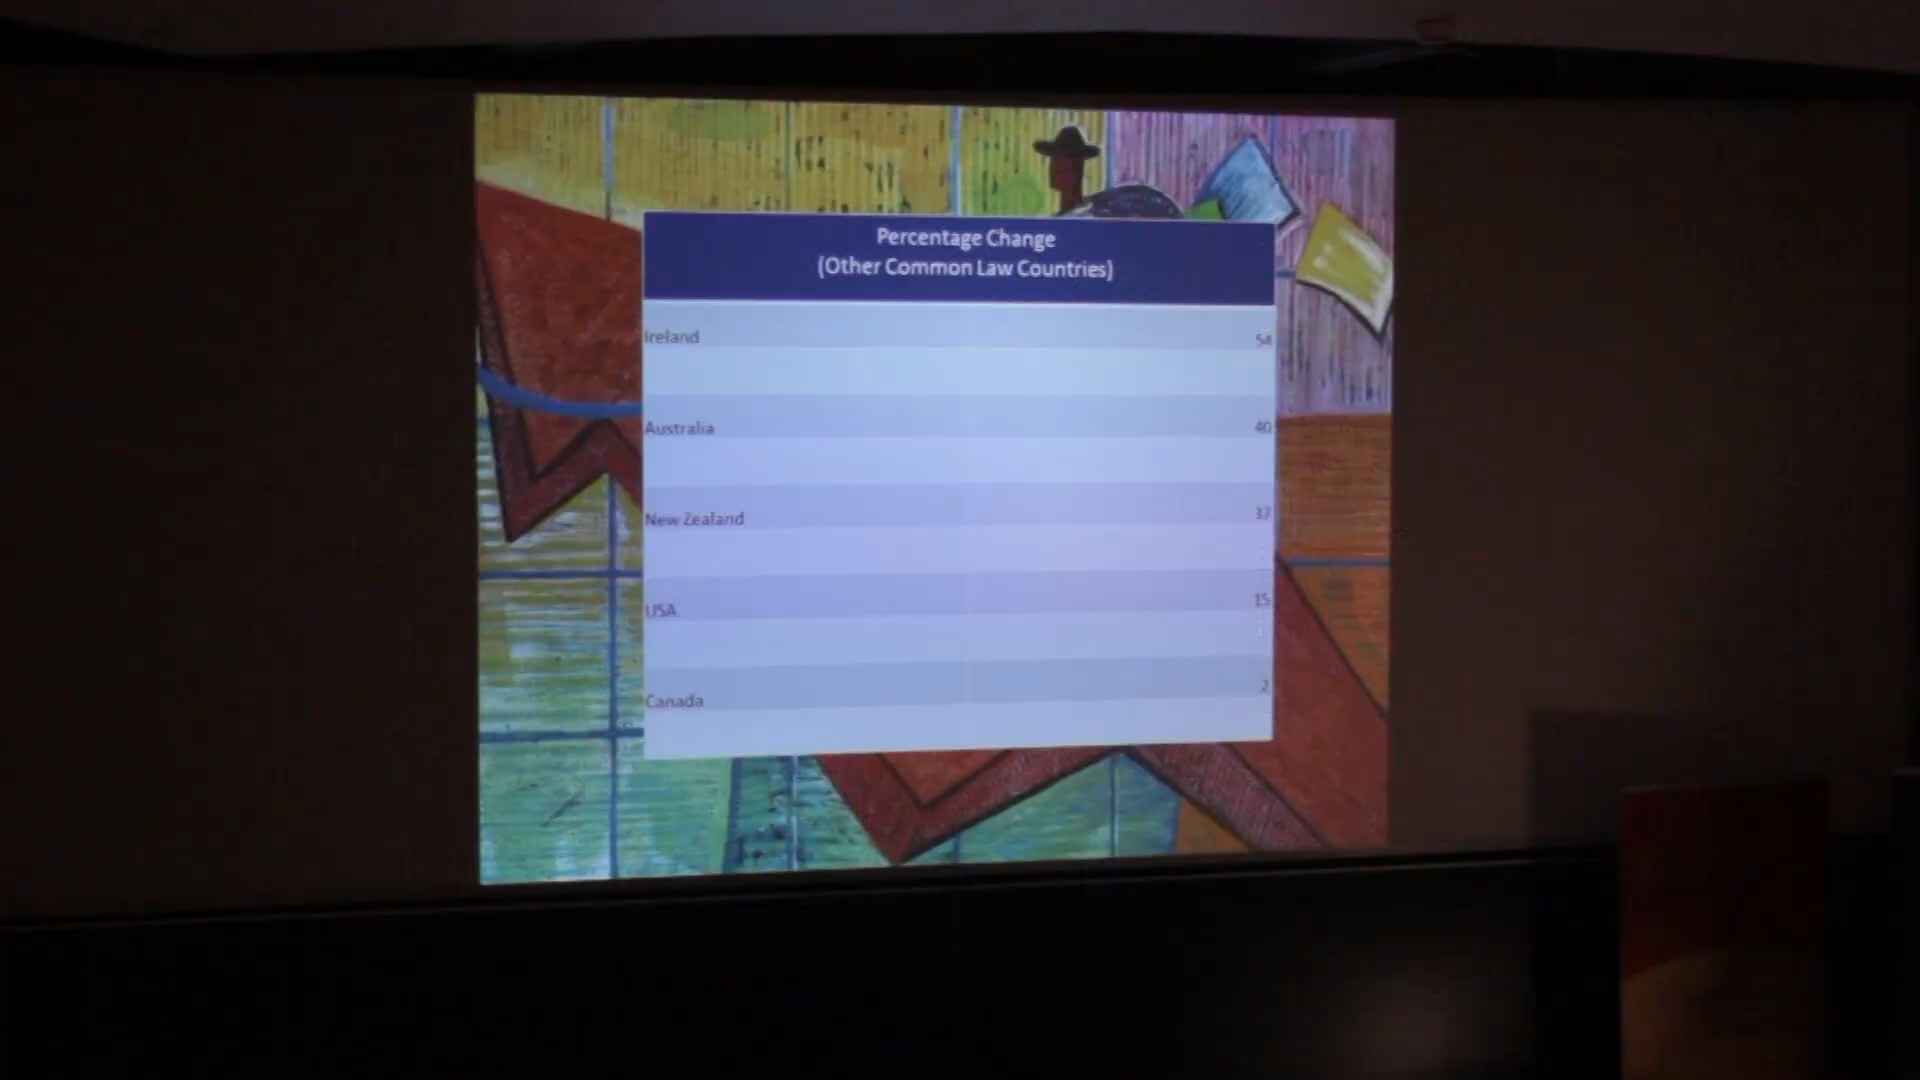 Percentage Change
(Other Common Law Countries)
Ireland 54
Australia 40
New Zealand 37
USA 15
Canada 2